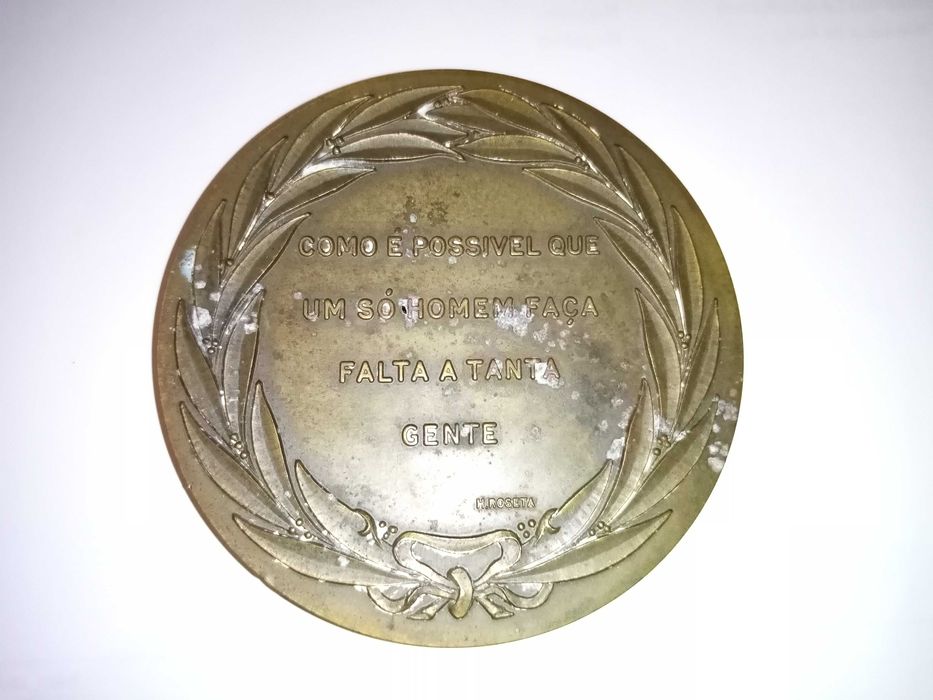 COMO E POSSIVEL QUE
UM SÓ HOMEM FAÇA
FALTA A TANTA
GENTE
H.ROSETA